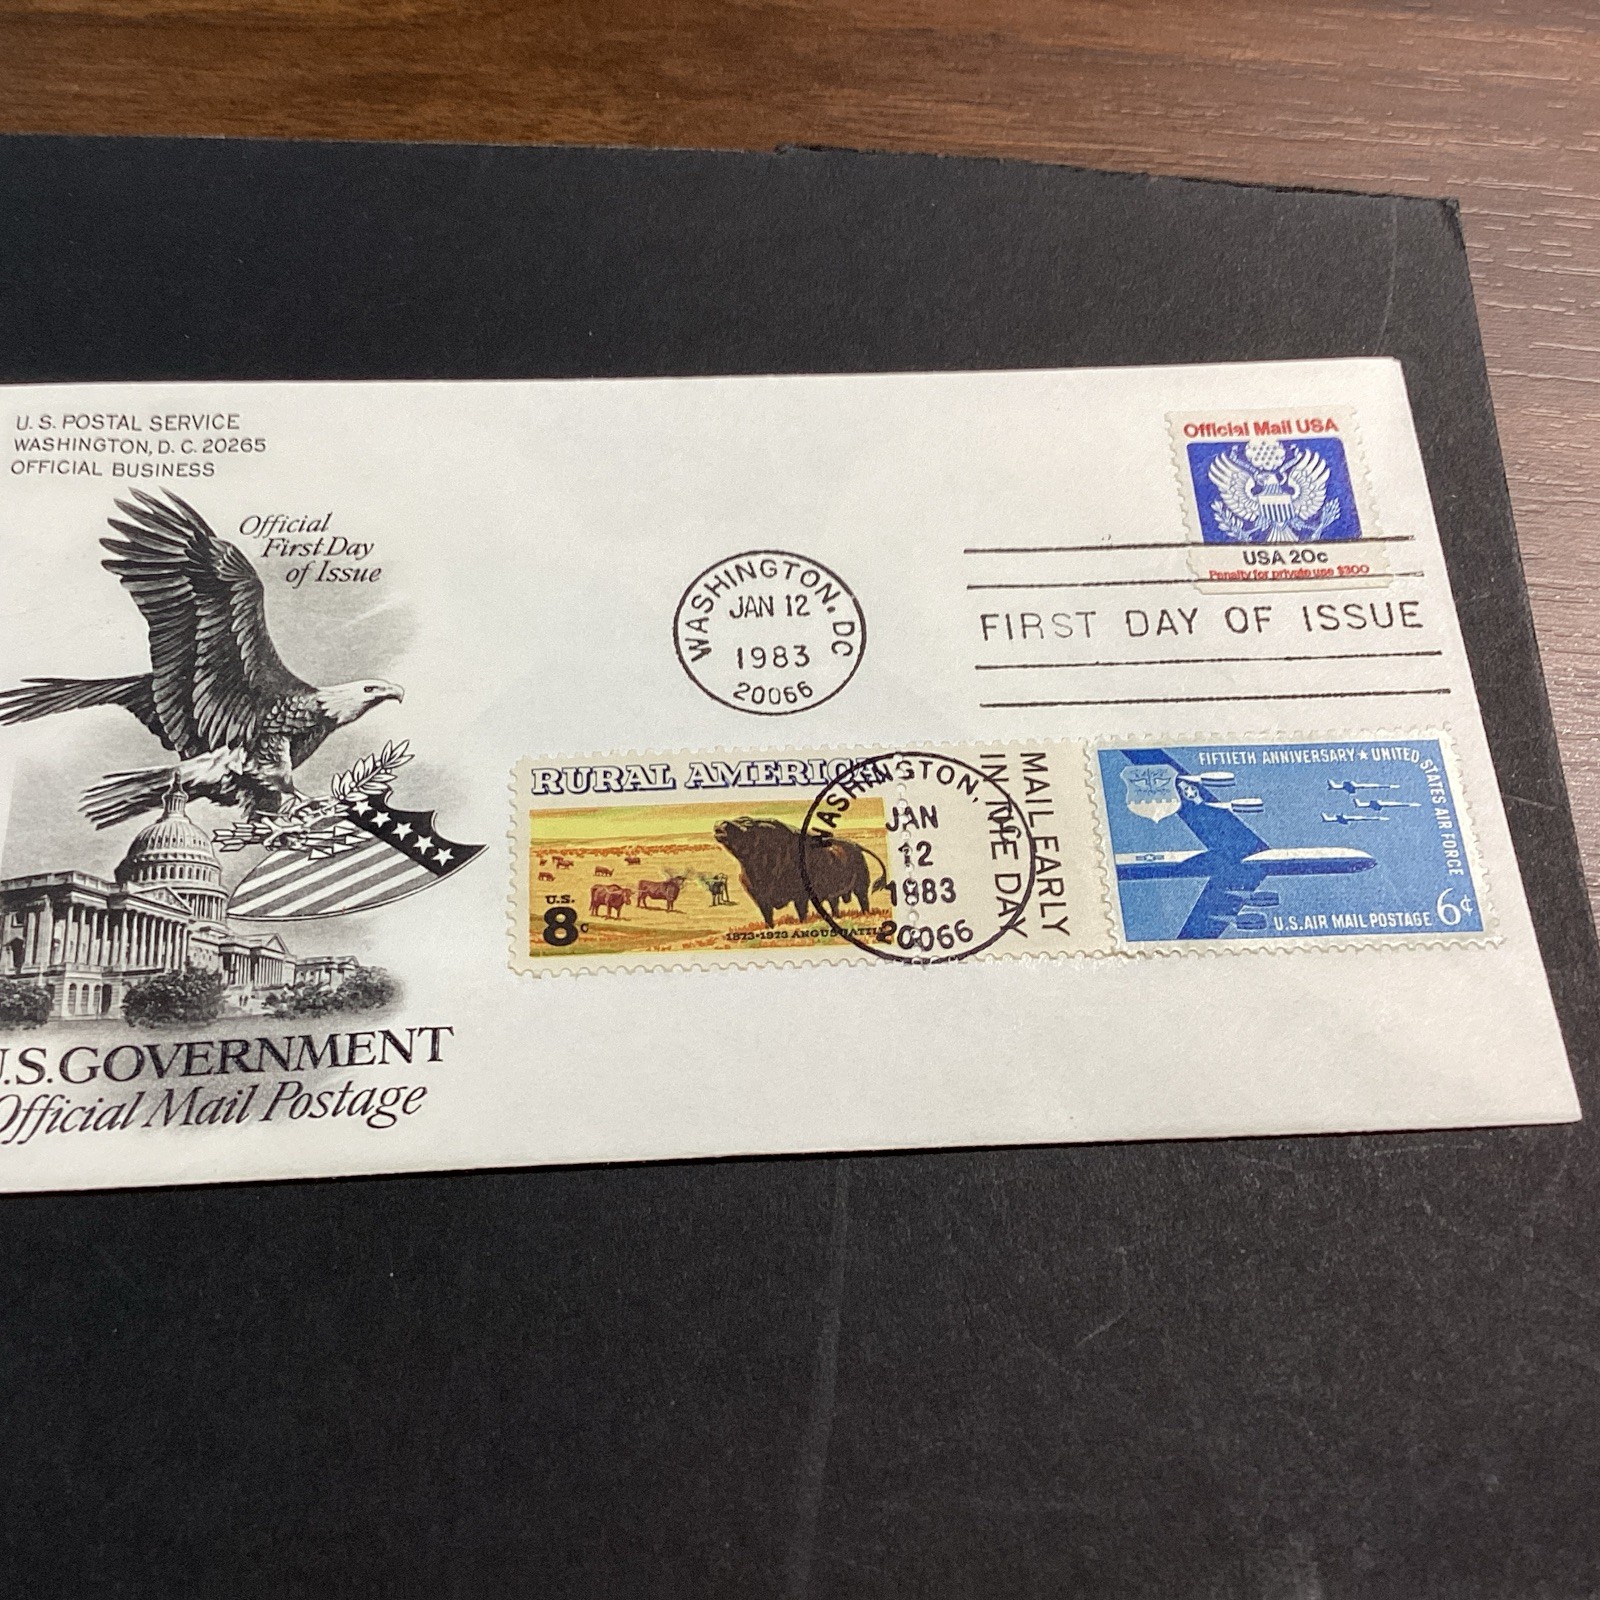 U. S. POSTAL SERVICE
WASHINGTON, D. C. 20265
OFFICIAL BUSINESS
Official
First Day
of Issue
U.S. GOVERNMENT
Official Mail Postage
WASHINGTON, DC
JAN 12
1983
20066
Official Mail USA
USA 20c
Penalty for private use $300
FIRST DAY OF ISSUE
RURAL AMERICA
U.S.
8c
1873·1973 ANGUS CATTLE
WASHINGTON,
JAN
12
1983
20066
MAIL EARLY
IN THE DAY
FIFTIETH ANNIVERSARY ★ UNITED STATES AIR FORCE
U.S. AIR MAIL POSTAGE 6¢